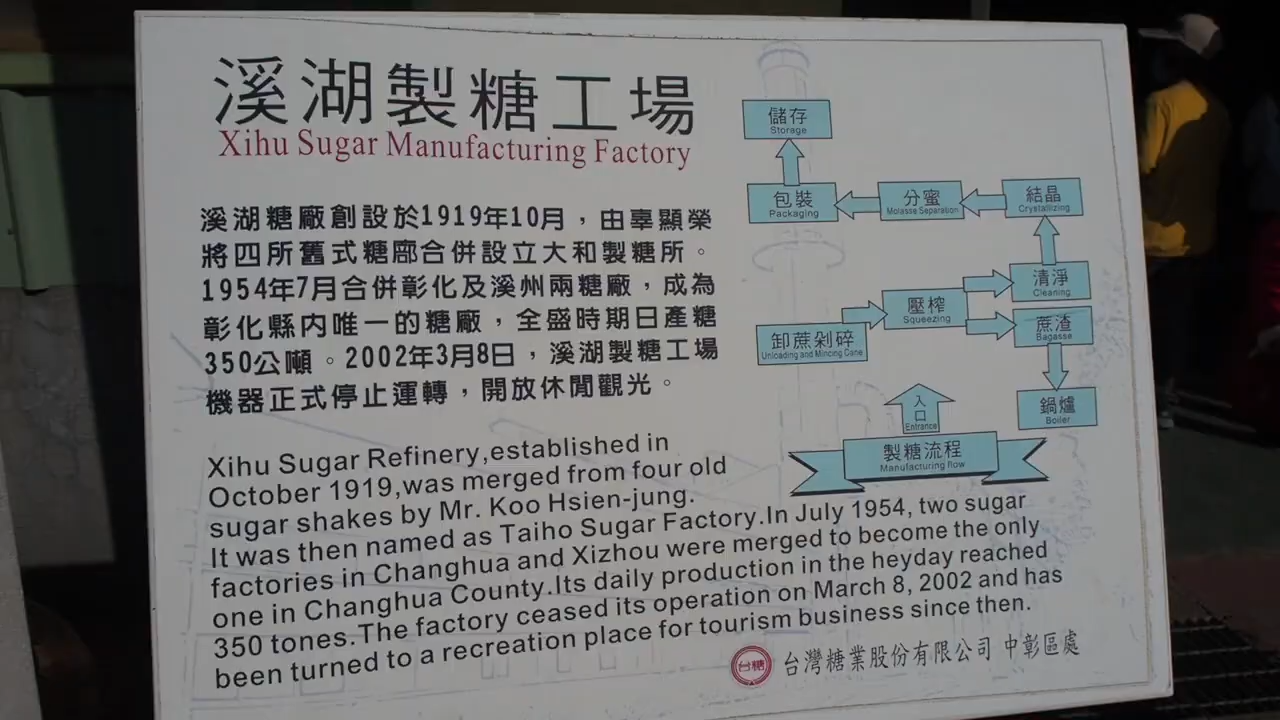 溪湖製糖工場
Xihu Sugar Manufacturing Factory
溪湖糖廠創設於1919年10月，由辜顯榮
將四所舊式糖廍合併設立大和製糖所。
1954年7月合併彰化及溪州兩糖廠，成為
彰化縣內唯一的糖廠，全盛時期日產糖
350公噸。2002年3月8日，溪湖製糖工場
機器正式停止運轉，開放休閒觀光。
Xihu Sugar Refinery,established in
October 1919,was merged from four old
sugar shakes by Mr. Koo Hsien-jung.
It was then named as Taiho Sugar Factory.In July 1954, two sugar
factories in Changhua and Xizhou were merged to become the only
one in Changhua County.Its daily production in the heyday reached
350 tones.The factory ceased its operation on March 8, 2002 and has
been turned to a recreation place for tourism business since then.
儲存
Storage
包裝
Packaging
分蜜
Molasse Separation
結晶
Crystallizing
清淨
Cleaning
壓榨
Squeezing
卸蔗剁碎
Unloading and Mincing Cane
蔗渣
Bagasse
鍋爐
Boiler
入口
Entrance
製糖流程
Manufacturing flow
台糖
台灣糖業股份有限公司 中彰區處